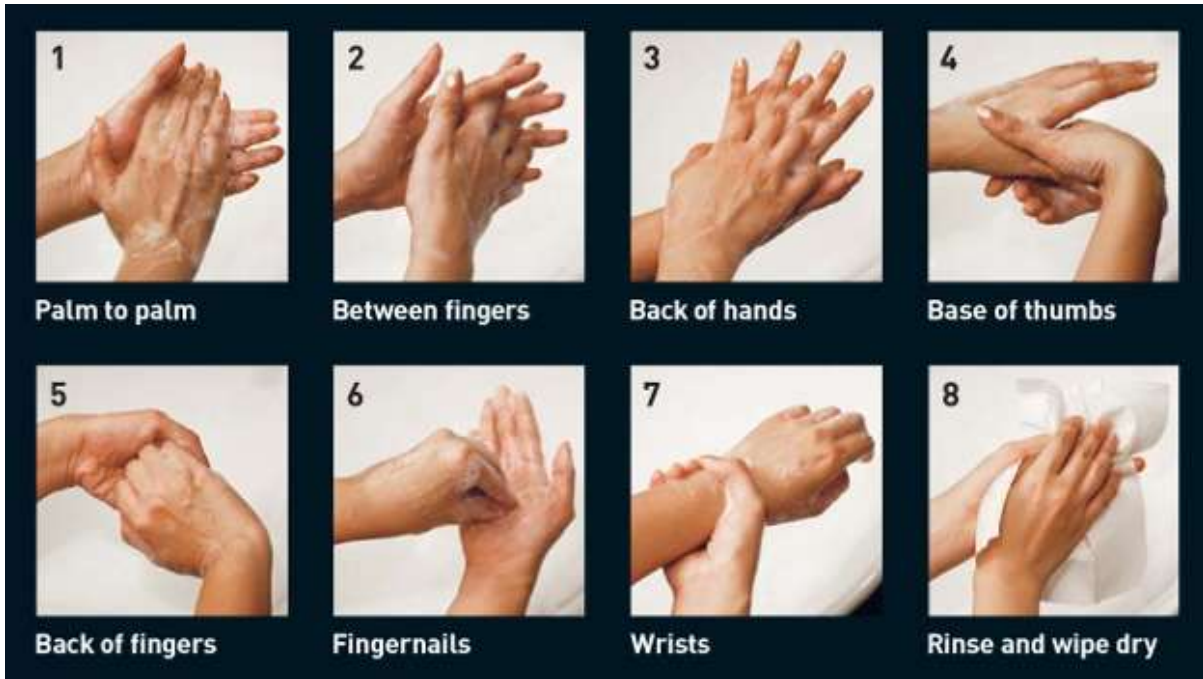 1
2
3
4
Palm to palm
Between fingers
Back of hands
Base of thumbs
5
6
7
8
Back of fingers
Fingernails
Wrists
Rinse and wipe dry